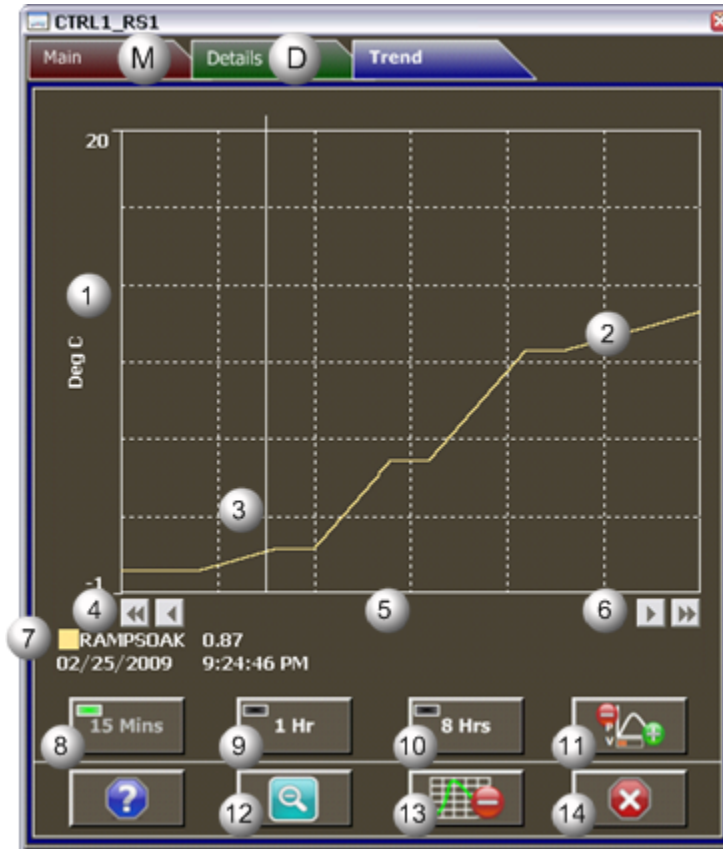 CTRL1_RS1
Main M Details D Trend
20
1
Deg C
2
3
-1
4 5 6
7 RAMPSOAK 0.87
02/25/2009 9:24:46 PM
15 Mins 1 Hr 8 Hrs P V
8 9 10 11
?
12 13 14